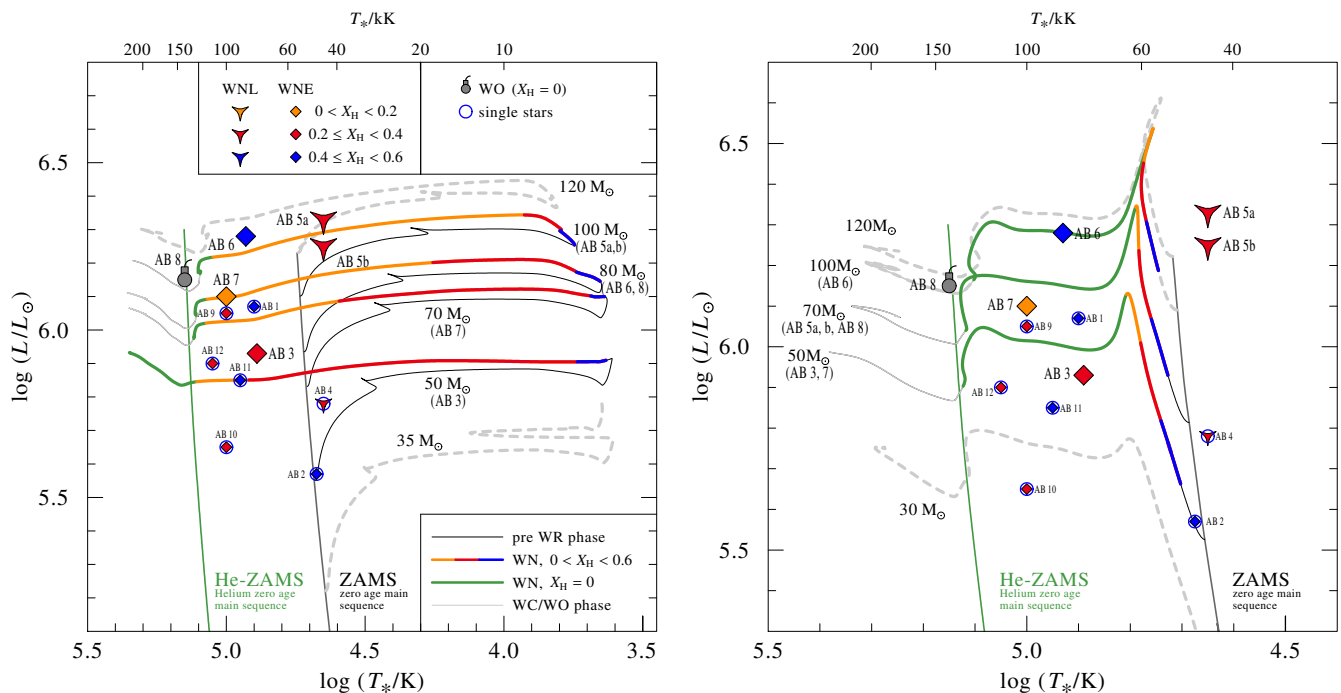 T*/kK
200 150 100 60 40 20 10
WNL WNE
0 < X_H < 0.2
0.2 ≤ X_H < 0.4
0.4 ≤ X_H < 0.6
WO (X_H = 0)
single stars
6.5
6.0
5.5
log (L/L⊙)
120 M⊙
100 M⊙
(AB 5a,b)
80 M⊙
(AB 6, 8)
70 M⊙
(AB 7)
50 M⊙
(AB 3)
35 M⊙
AB 5a
AB 6
AB 8
AB 5b
AB 7
AB 1
AB 9
AB 3
AB 12
AB 11
AB 4
AB 10
AB 2
He-ZAMS
Helium zero age
main sequence
ZAMS
zero age main
sequence
pre WR phase
WN, 0 < X_H < 0.6
WN, X_H = 0
WC/WO phase
5.5 5.0 4.5 4.0 3.5
log (T*/K)
T*/kK
200 150 100 60 40
6.5
6.0
5.5
log (L/L⊙)
120M⊙
100M⊙
(AB 6)
70M⊙
(AB 5a, b, AB 8)
50M⊙
(AB 3, 7)
30 M⊙
AB 5a
AB 6
AB 5b
AB 8
AB 7
AB 1
AB 9
AB 3
AB 12
AB 11
AB 4
AB 10
AB 2
He-ZAMS
Helium zero age
main sequence
ZAMS
zero age main
sequence
5.5 5.0 4.5
log (T*/K)